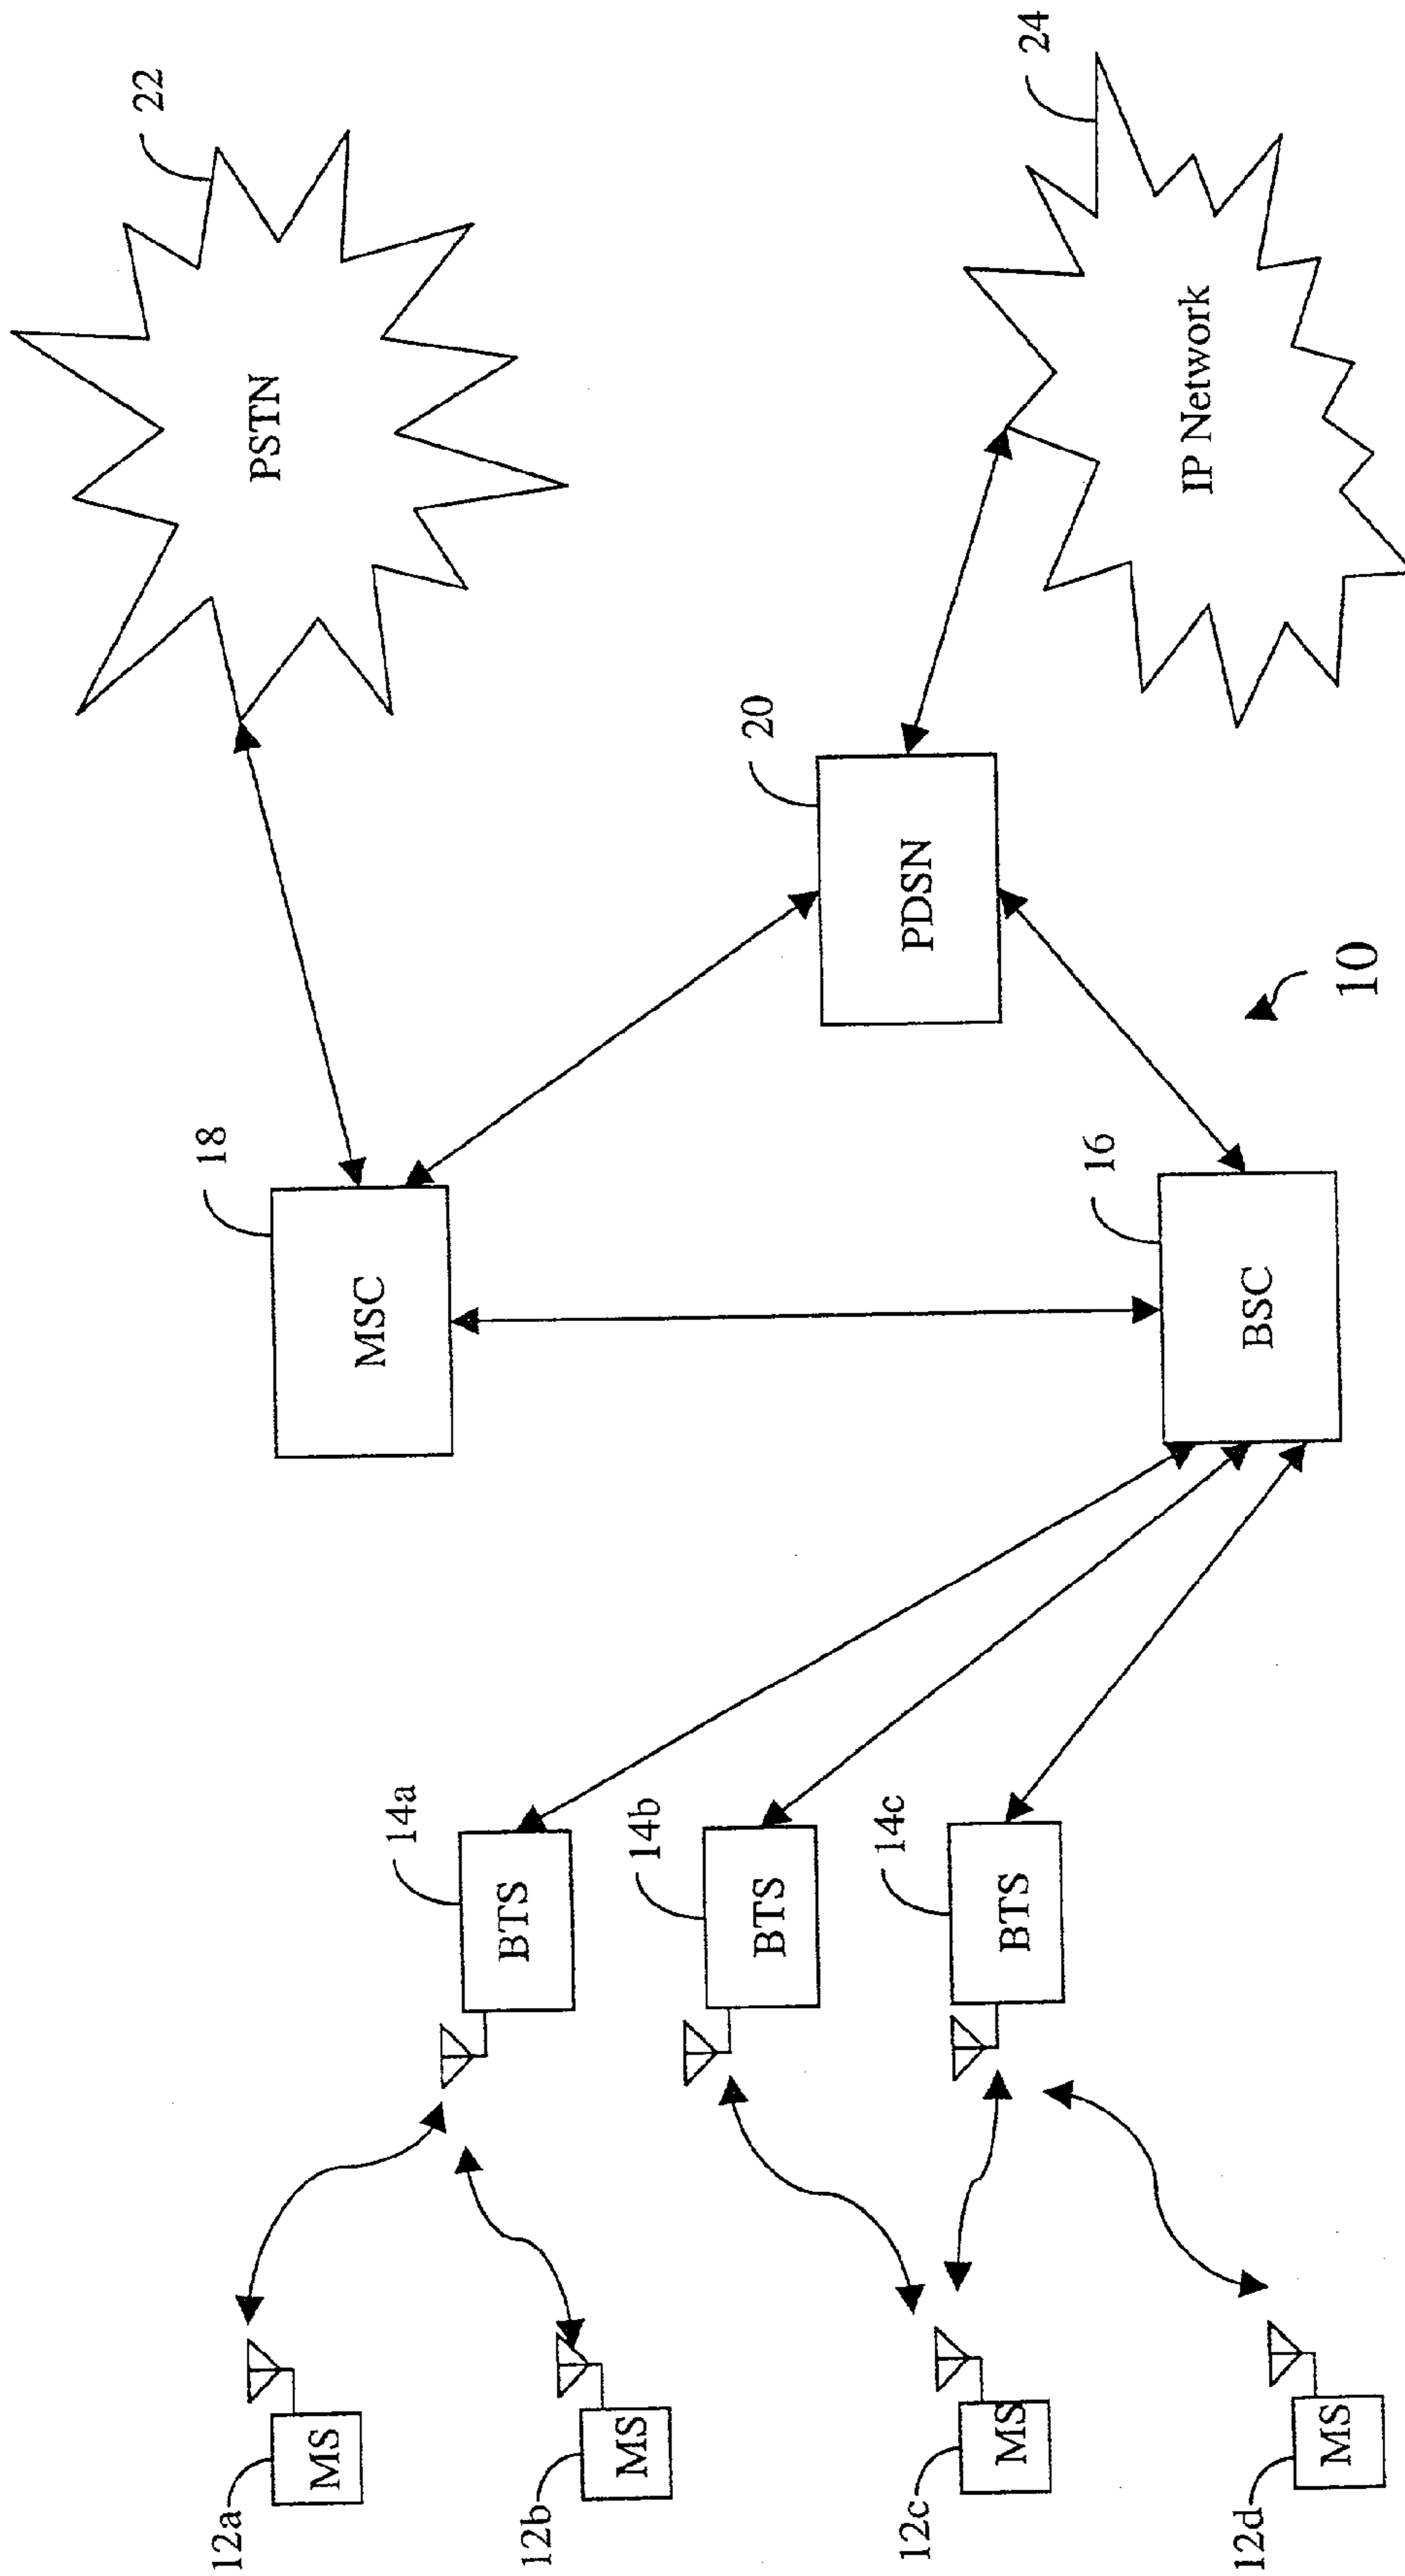 12a
MS
12b
MS
12c
MS
12d
MS
14a
BTS
14b
BTS
14c
BTS
18
MSC
16
BSC
20
PDSN
22
PSTN
24
IP Network
10